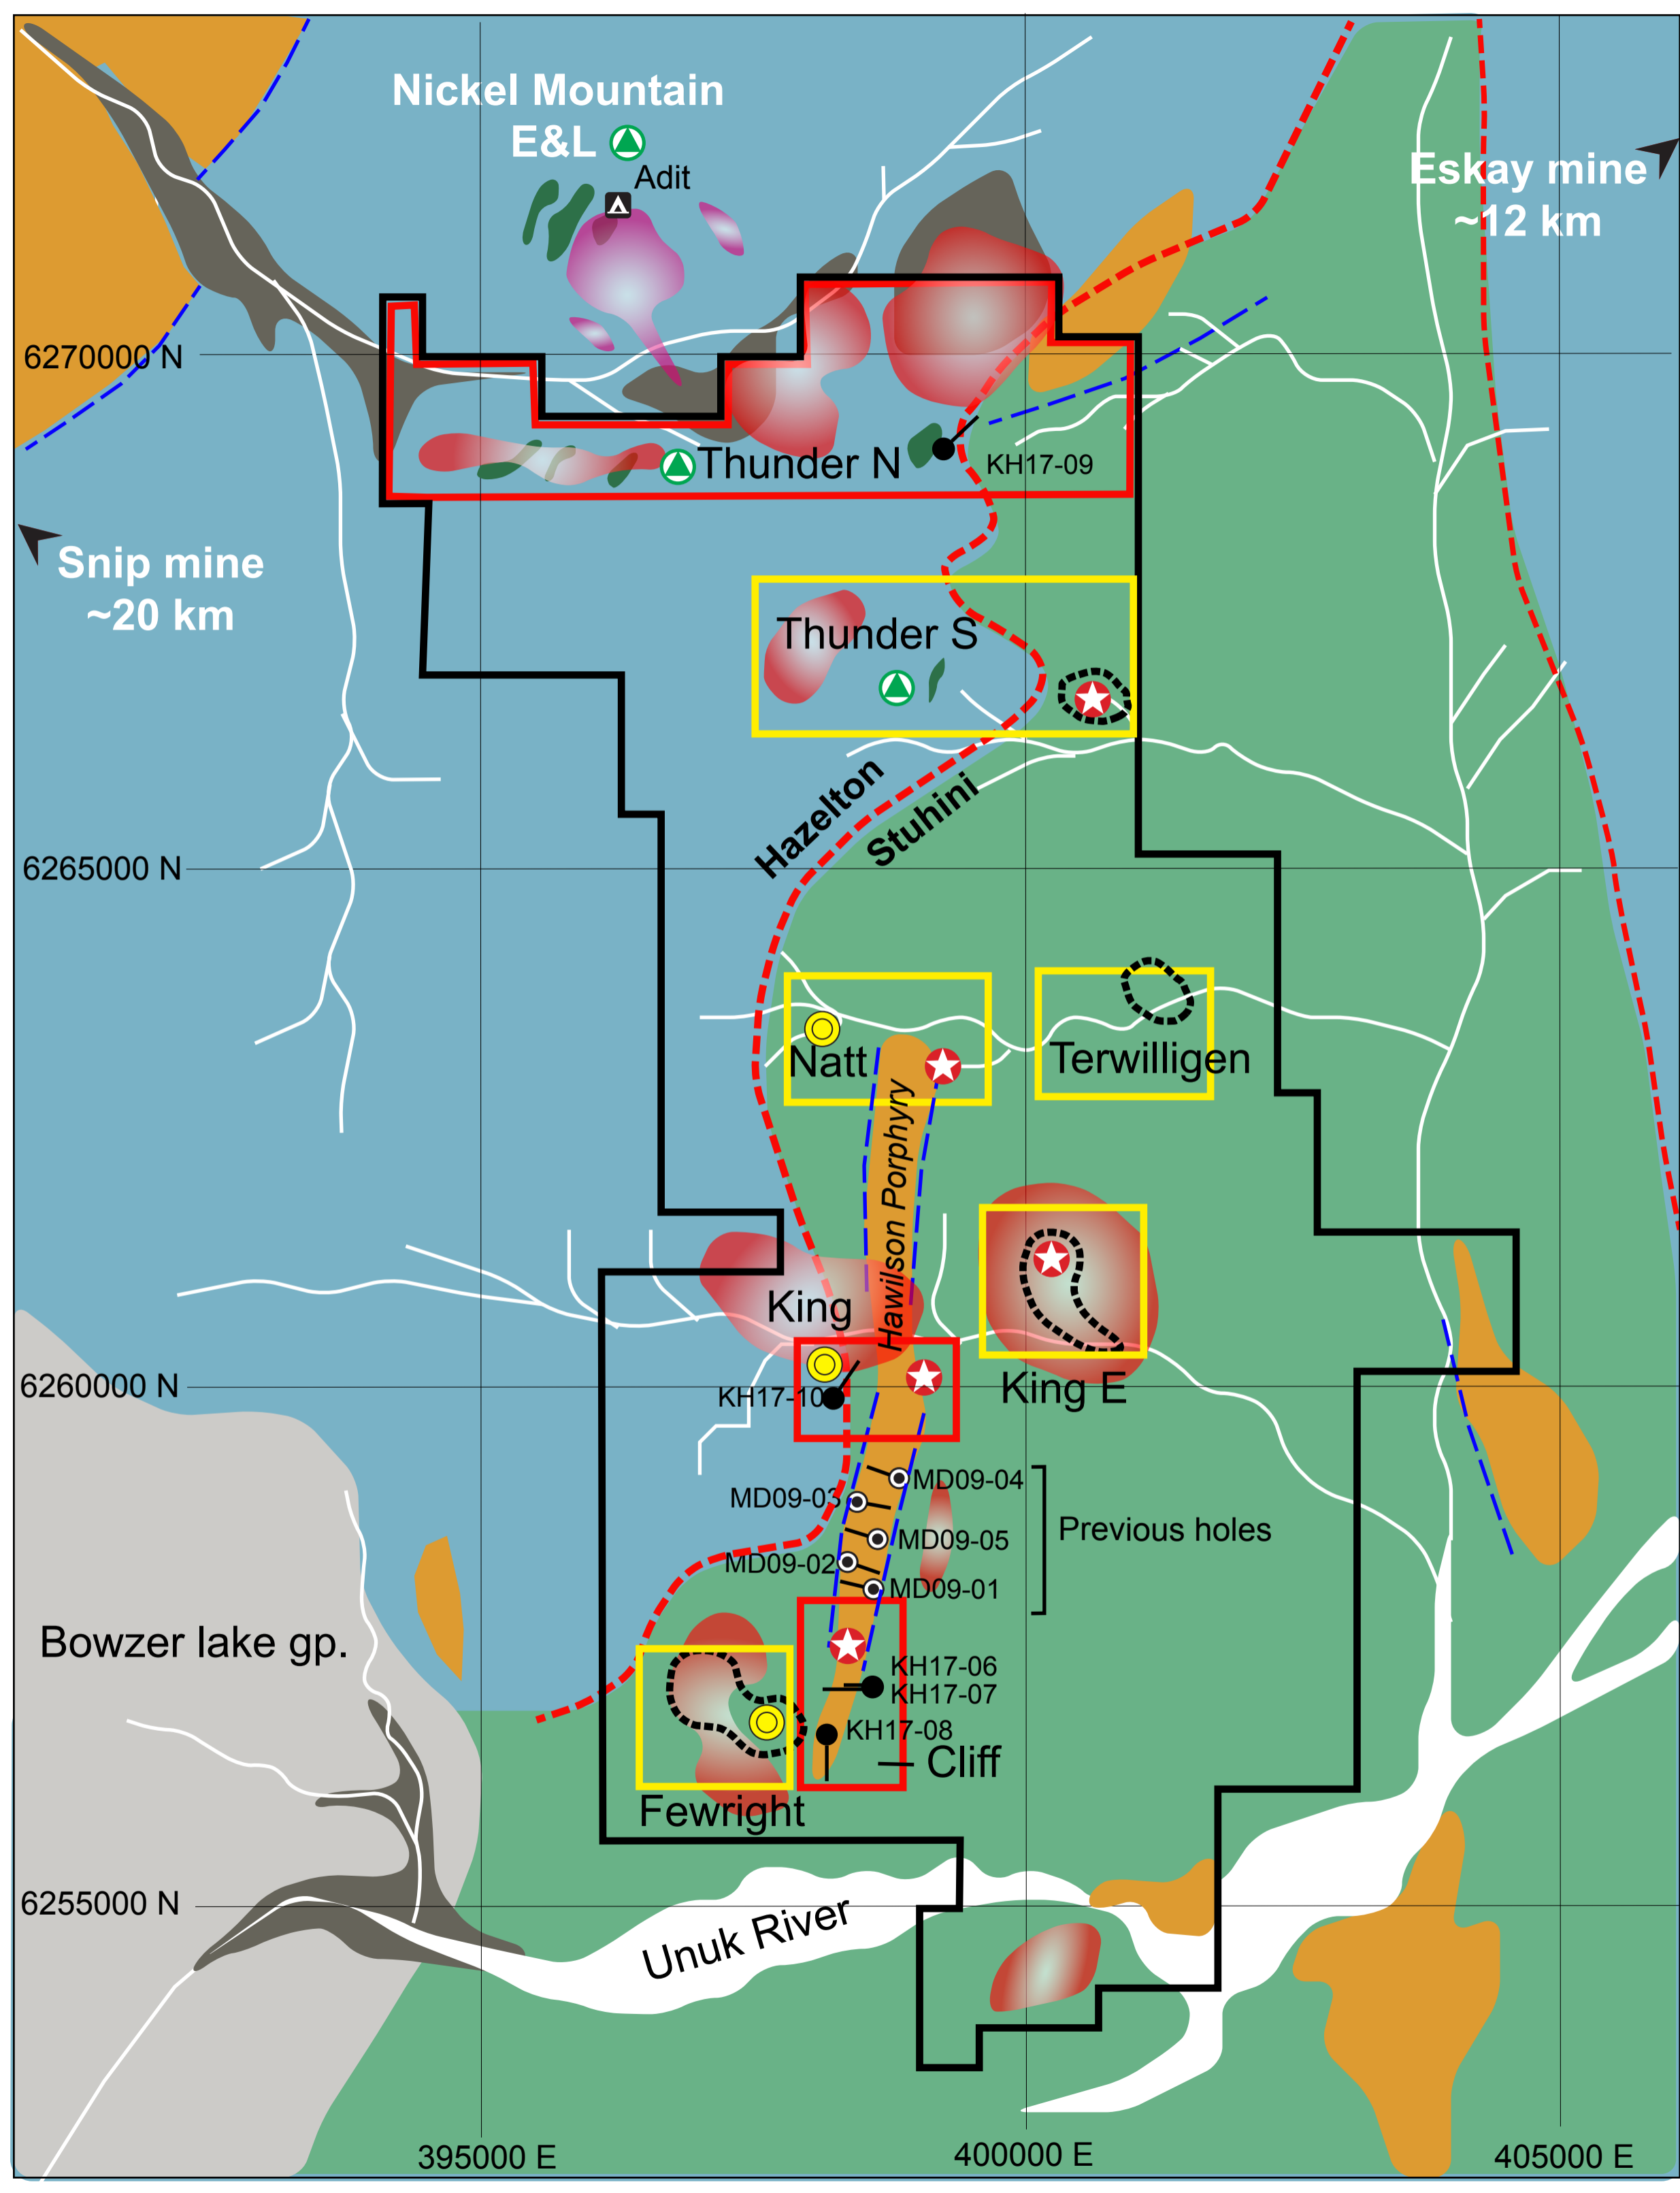 Nickel Mountain
E&L
Adit
Eskay mine
~12 km
6270000 N
Thunder N
KH17-09
Snip mine
~20 km
Thunder S
Hazelton
Stuhini
6265000 N
Natt
Terwilligen
Hawilson Porphyry
King
6260000 N
KH17-10
King E
MD09-04
MD09-03
MD09-05
Previous holes
MD09-02
MD09-01
Bowzer lake gp.
KH17-06
KH17-07
KH17-08
Cliff
Fewright
6255000 N
Unuk River
395000 E
400000 E
405000 E